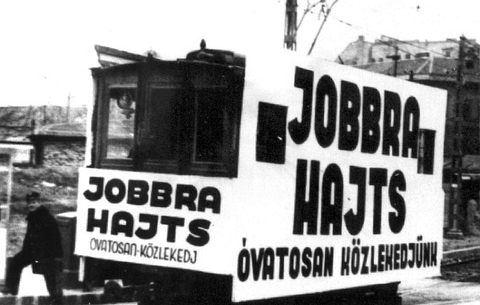 JOBBRA
HAJTS
ÓVATOSAN-KÖZLEKEDJ
JOBBRA
HAJTS
ÓVATOSAN KÖZLEKEDJÜNK